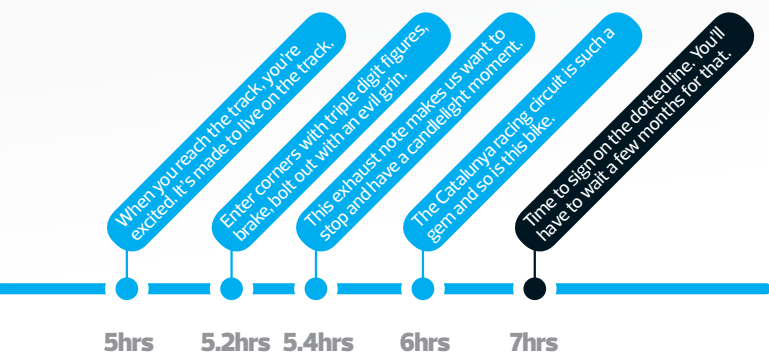 When you reach the track, you're
excited. It's made to live on the track.
Enter corners with triple digit figures,
brake, bolt out with an evil grin.
This exhaust note makes us want to
stop and have a candlelight moment.
The Catalunya racing circuit is such a
gem and so is this bike.
Time to sign on the dotted line. You'll
have to wait a few months for that.
5hrs
5.2hrs
5.4hrs
6hrs
7hrs